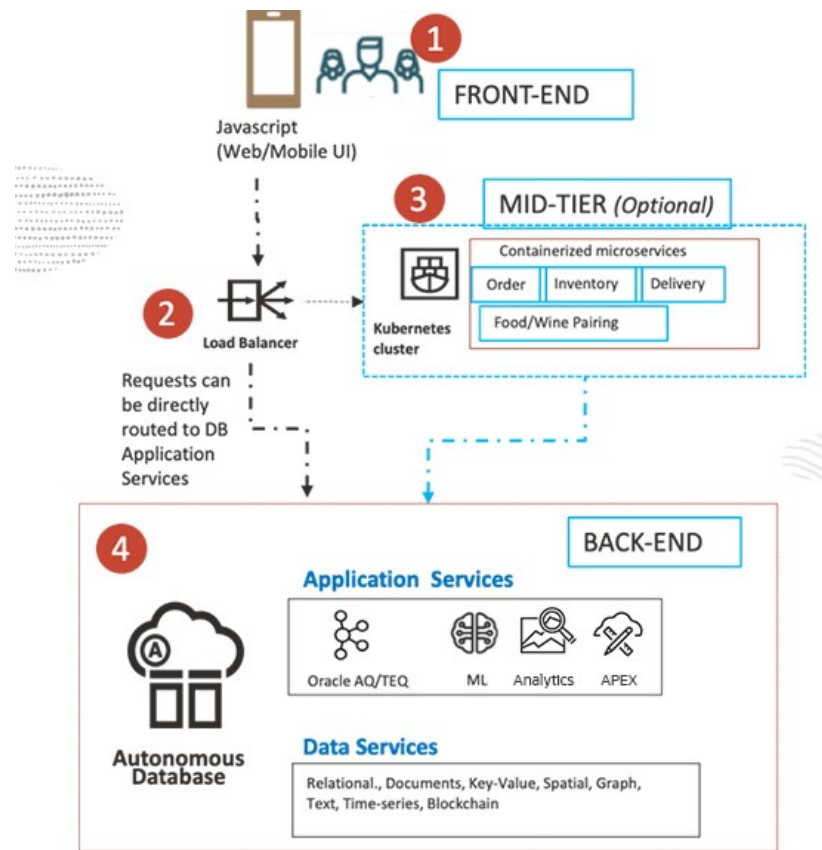 1
FRONT-END
Javascript
(Web/Mobile UI)
3
MID-TIER (Optional)
Containerized microservices
Order
Inventory
Delivery
Food/Wine Pairing
Kubernetes
cluster
2
Load Balancer
Requests can
be directly
routed to DB
Application
Services
4
BACK-END
Application Services
Oracle AQ/TEQ
ML
Analytics
APEX
A
Autonomous
Database
Data Services
Relational., Documents, Key-Value, Spatial, Graph,
Text, Time-series, Blockchain